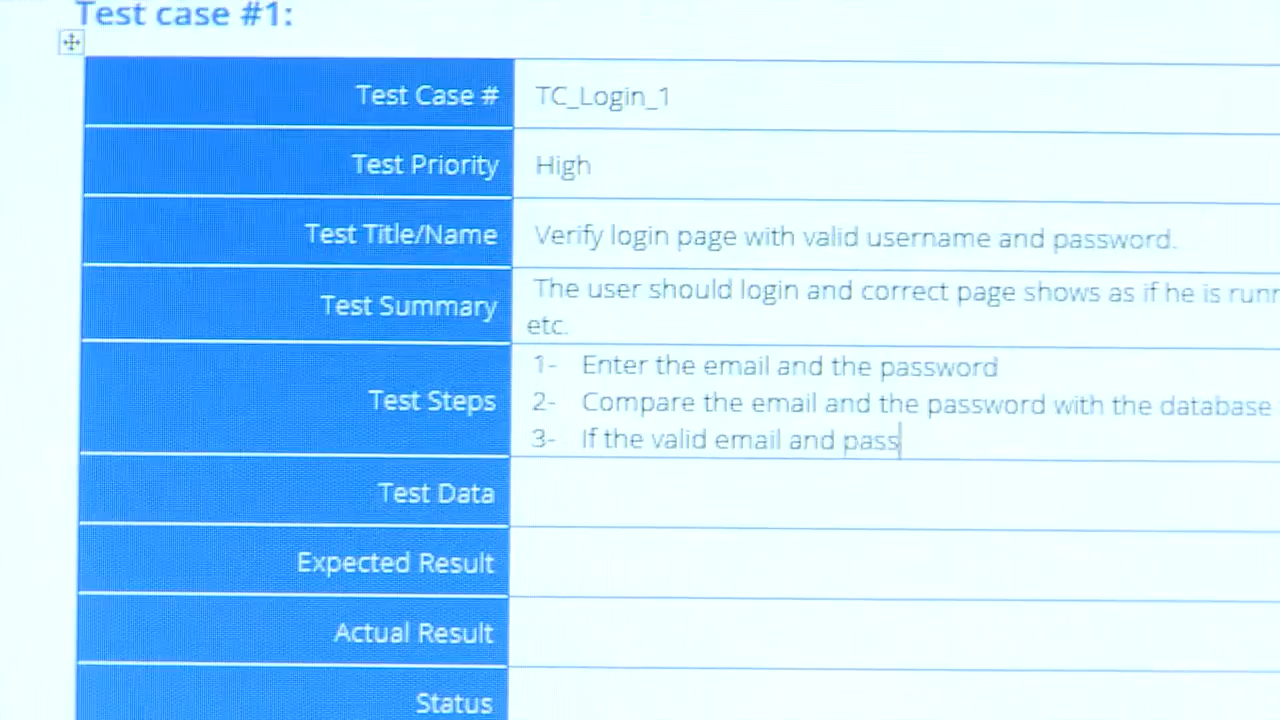 Test case #1:
Test Case # TC_Login_1
Test Priority High
Test Title/Name Verify login page with valid username and password.
Test Summary The user should login and correct page shows as if he is
etc.
Test Steps 1- Enter the email and the password
2- Compare the email and the password with the database
3- If the valid email and pass
Test Data
Expected Result
Actual Result
Status